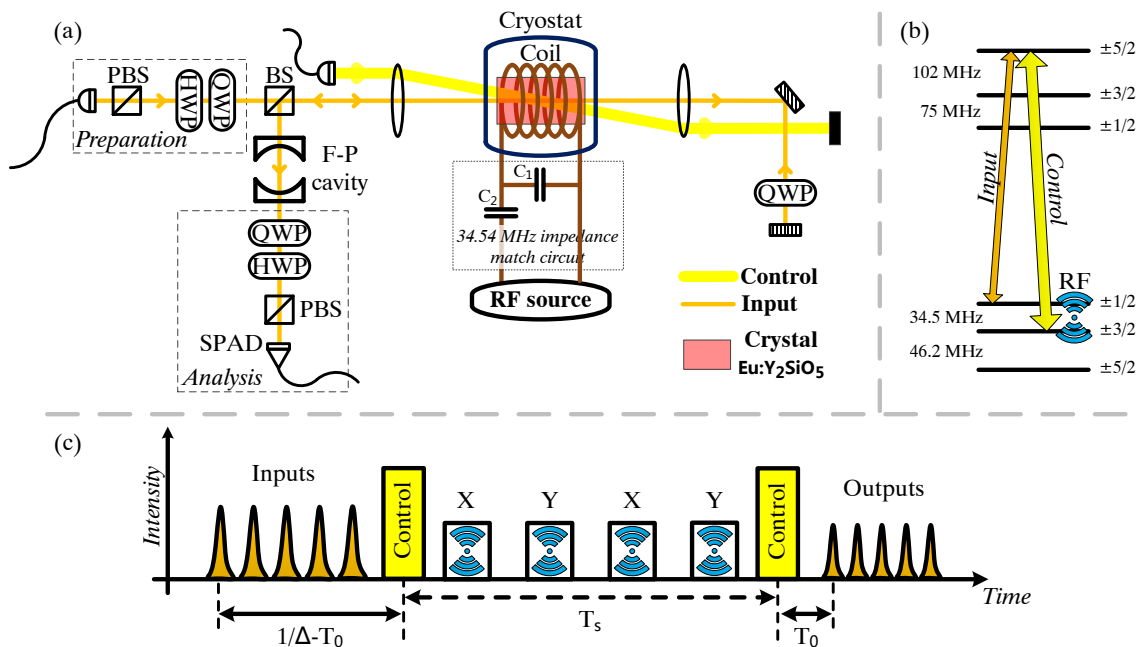 (a)
Cryostat
Coil
PBS
HWP
QWP
BS
Preparation
F-P
cavity
QWP
HWP
PBS
SPAD
Analysis
C₁
C₂
34.54 MHz impedance
match circuit
RF source
QWP
Control
Input
Crystal
Eu:Y₂SiO₅
(b)
±5/2
102 MHz
±3/2
75 MHz
±1/2
Input
Control
RF
±1/2
34.5 MHz
±3/2
46.2 MHz
±5/2
(c)
Intensity
Inputs
Control
X
Y
X
Y
Control
Outputs
Time
1/Δ-T₀
Tₛ
T₀